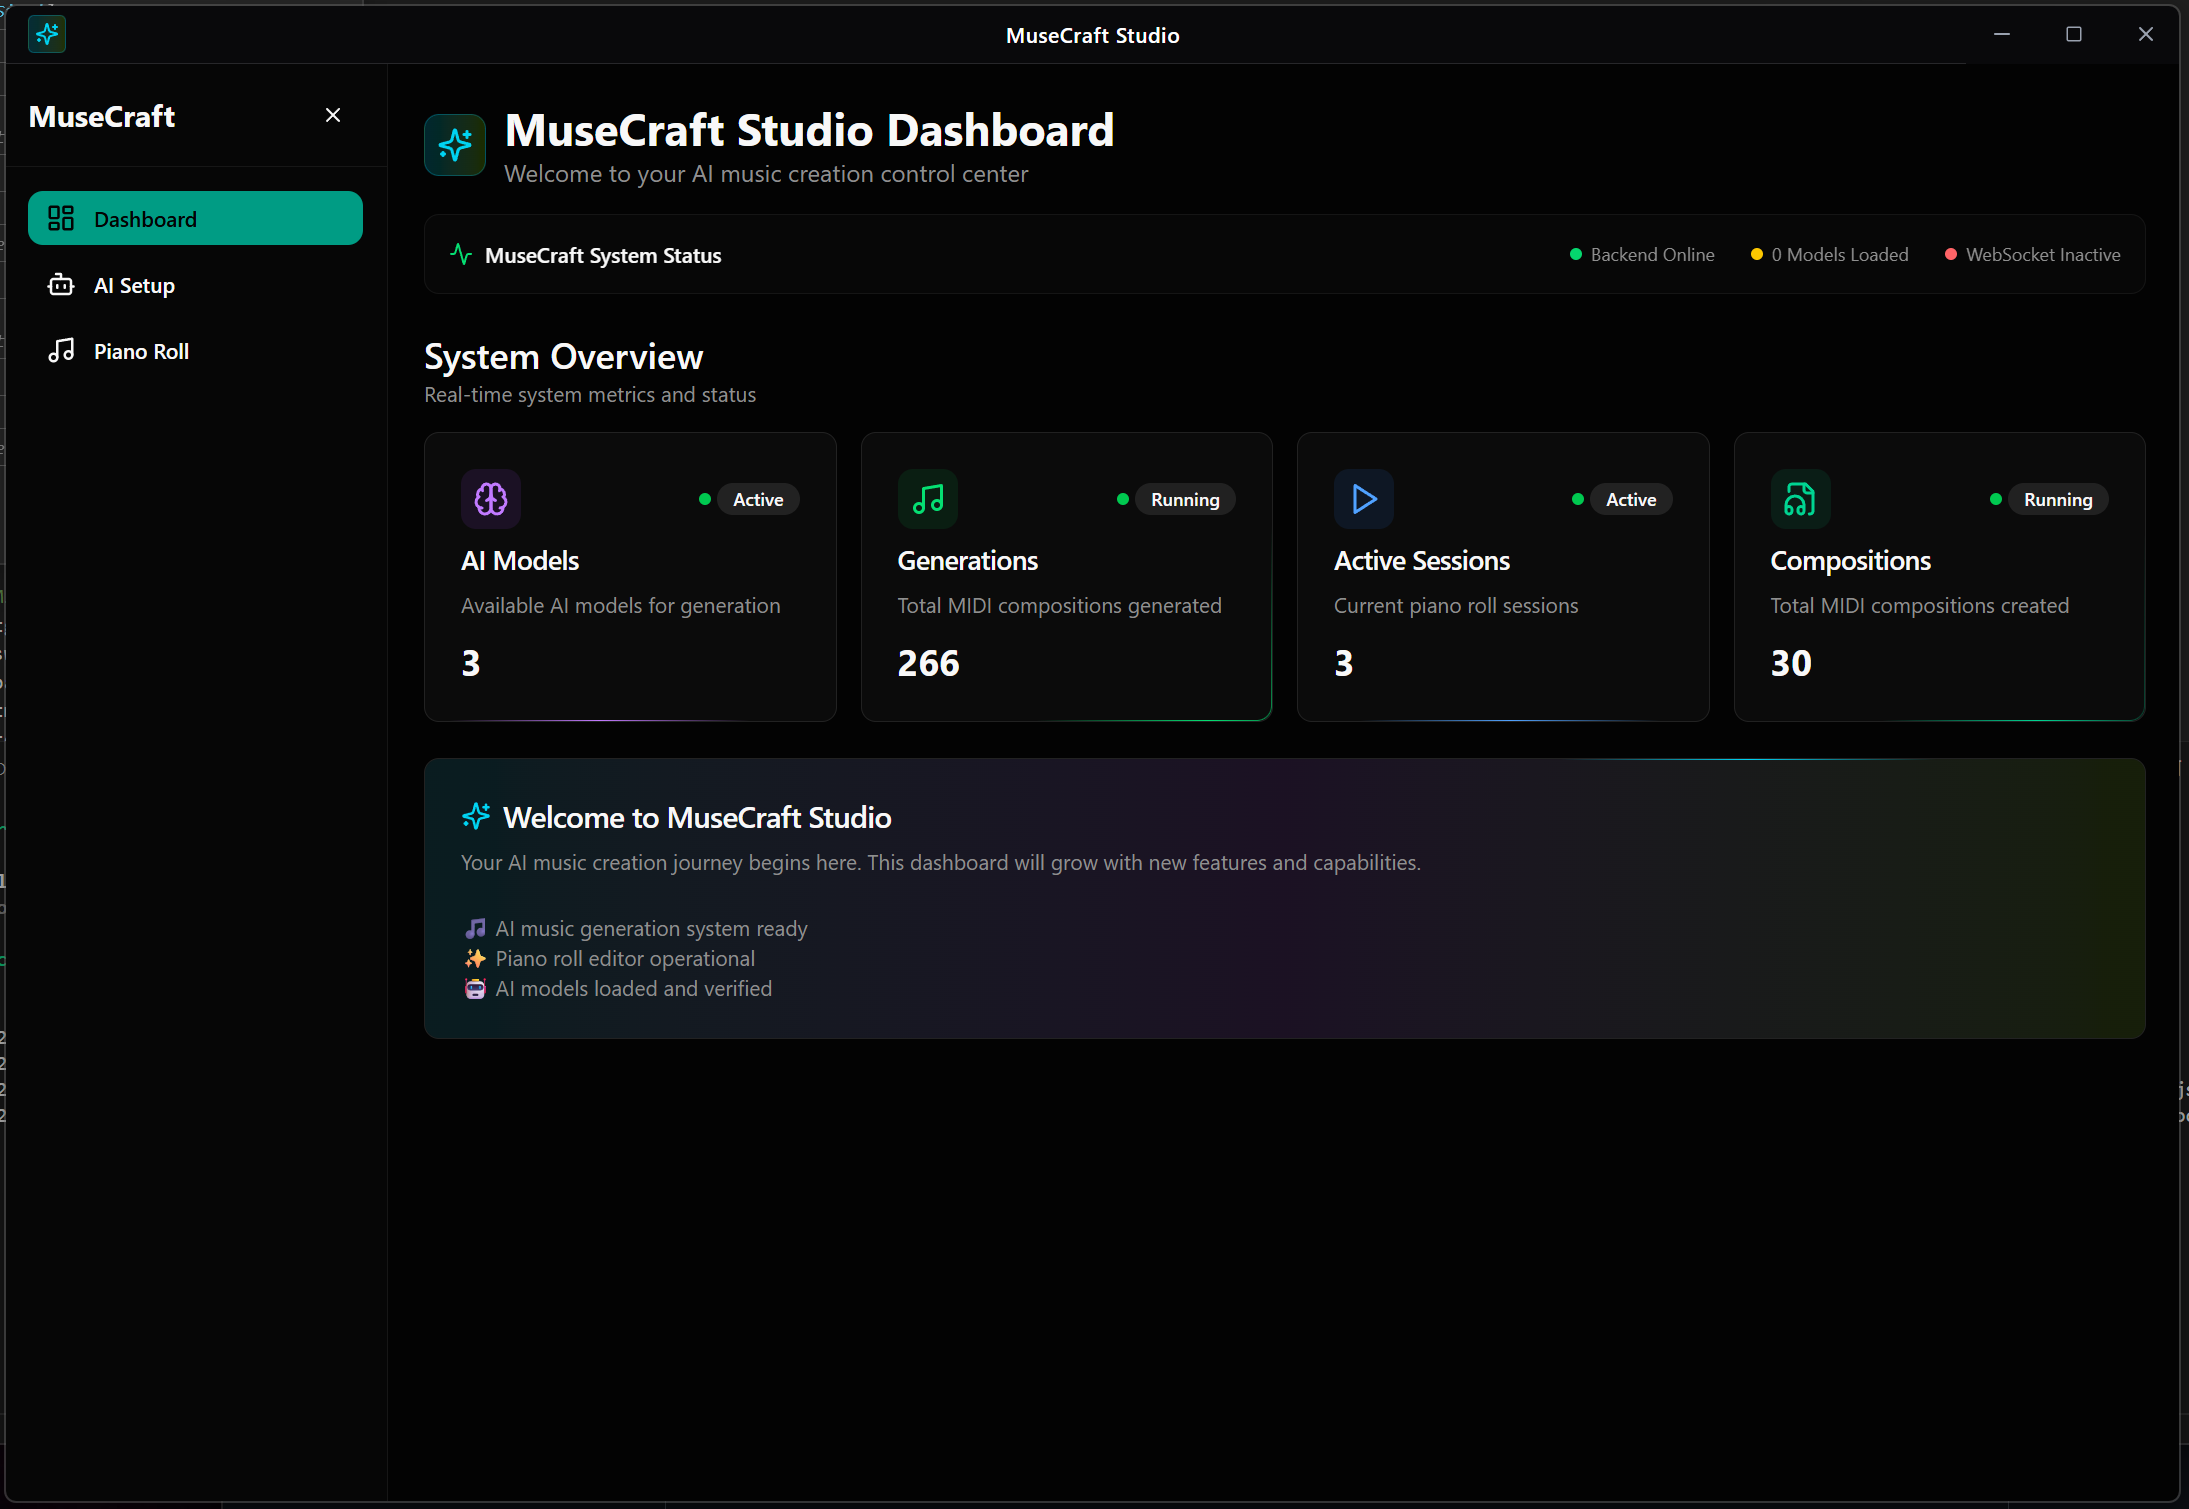 MuseCraft Studio
MuseCraft
Dashboard
AI Setup
Piano Roll
MuseCraft Studio Dashboard
Welcome to your AI music creation control center
MuseCraft System Status
Backend Online
0 Models Loaded
WebSocket Inactive
System Overview
Real-time system metrics and status
Active
AI Models
Available AI models for generation
3
Running
Generations
Total MIDI compositions generated
266
Active
Active Sessions
Current piano roll sessions
3
Running
Compositions
Total MIDI compositions created
30
Welcome to MuseCraft Studio
Your AI music creation journey begins here. This dashboard will grow with new features and capabilities.
AI music generation system ready
Piano roll editor operational
AI models loaded and verified